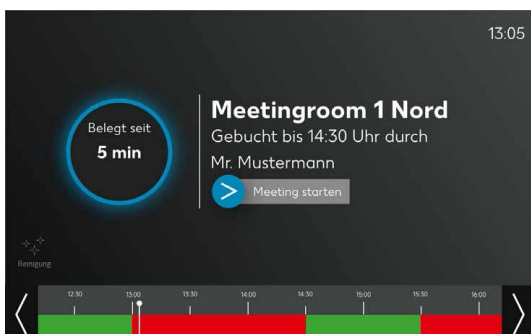 13:05
Belegt seit
5 min
Meetingroom 1 Nord
Gebucht bis 14:30 Uhr durch
Mr. Mustermann
Meeting starten
Reinigung
12:30 13:00 13:30 14:00 14:30 15:00 15:30 16:00